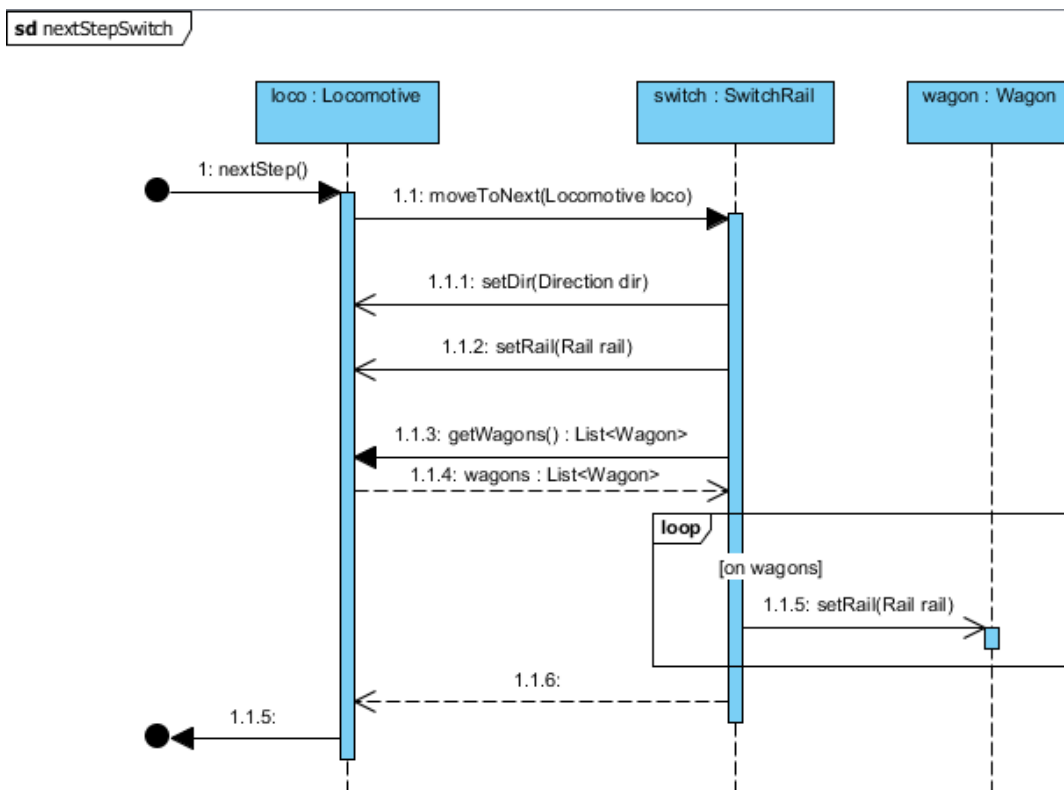 sd nextStepSwitch
loco : Locomotive
switch : SwitchRail
wagon : Wagon
1: nextStep()
1.1: moveToNext(Locomotive loco)
1.1.1: setDir(Direction dir)
1.1.2: setRail(Rail rail)
1.1.3: getWagons() : List<Wagon>
1.1.4: wagons : List<Wagon>
loop
[on wagons]
1.1.5: setRail(Rail rail)
1.1.6:
1.1.5: